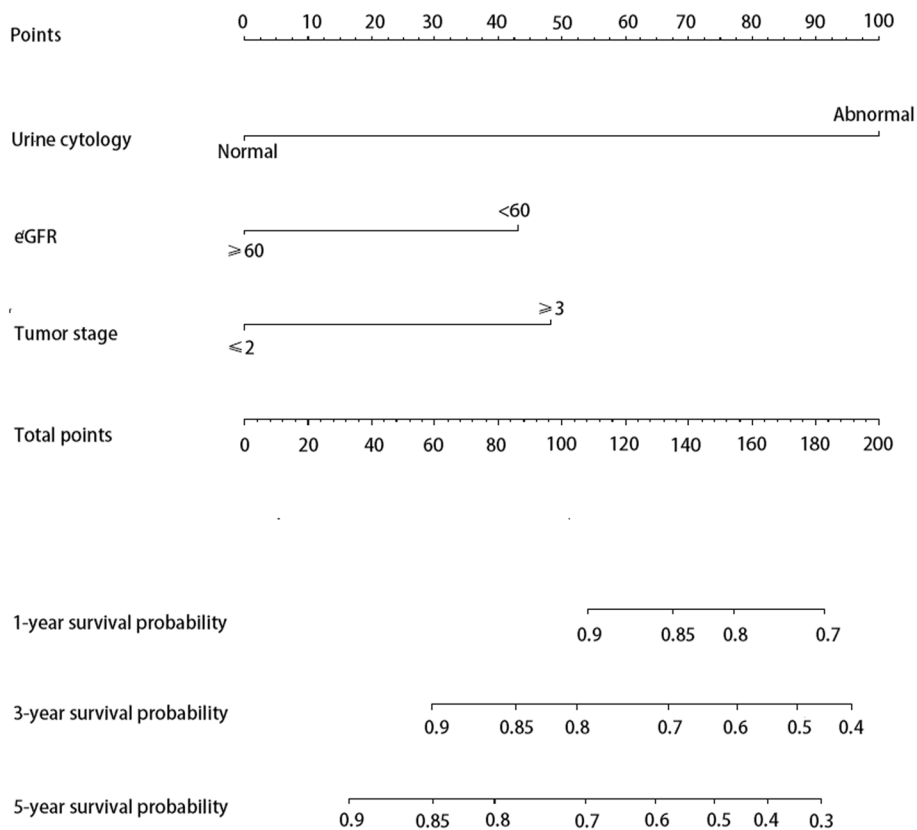 Points 0 10 20 30 40 50 60 70 80 90 100
Abnormal
Urine cytology
Normal
<60
eGFR
⩾60
⩾3
Tumor stage
⩽2
Total points
0 20 40 60 80 100 120 140 160 180 200
1-year survival probability
0.9 0.85 0.8 0.7
3-year survival probability
0.9 0.85 0.8 0.7 0.6 0.5 0.4
5-year survival probability
0.9 0.85 0.8 0.7 0.6 0.5 0.4 0.3